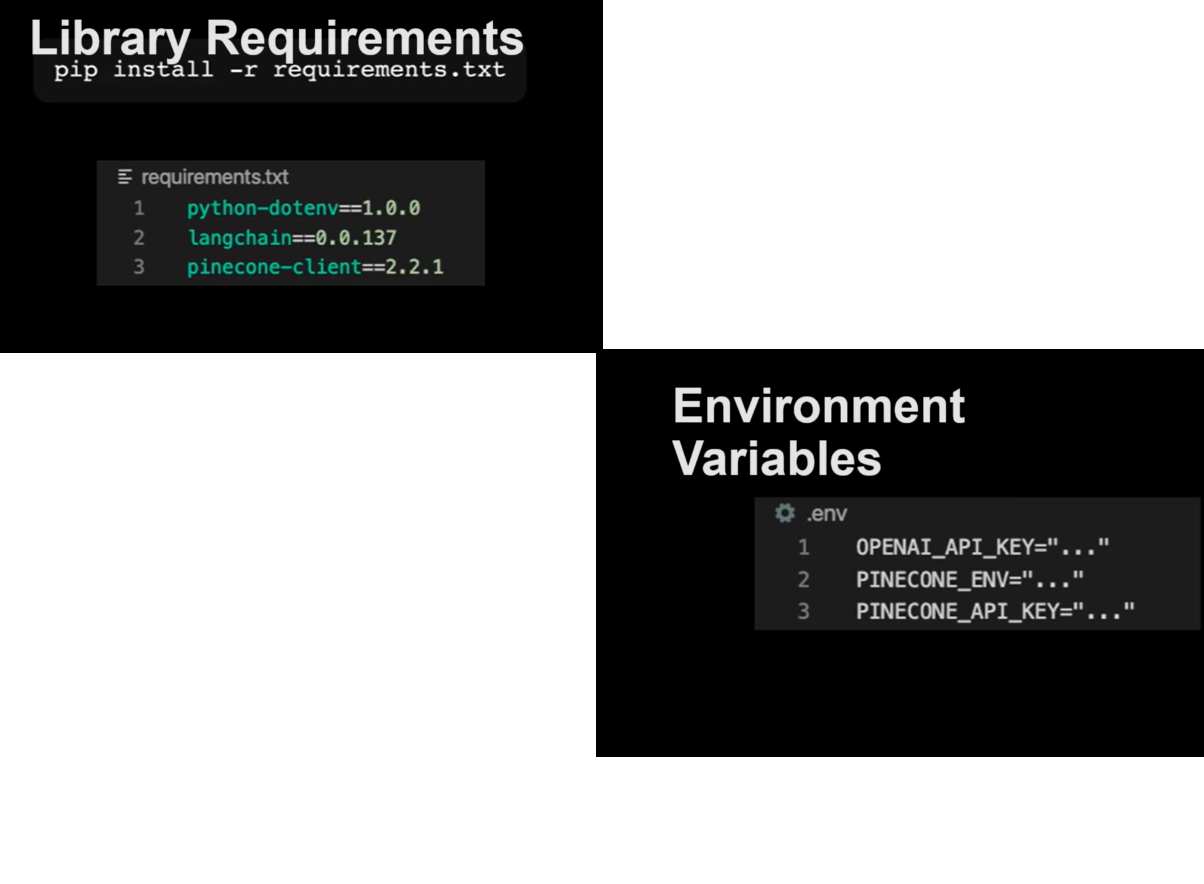 Library Requirements
pip install -r requirements.txt
requirements.txt
1 python-dotenv==1.0.0
2 langchain==0.0.137
3 pinecone-client==2.2.1
Environment
Variables
.env
1 OPENAI_API_KEY="..."
2 PINECONE_ENV="..."
3 PINECONE_API_KEY="..."